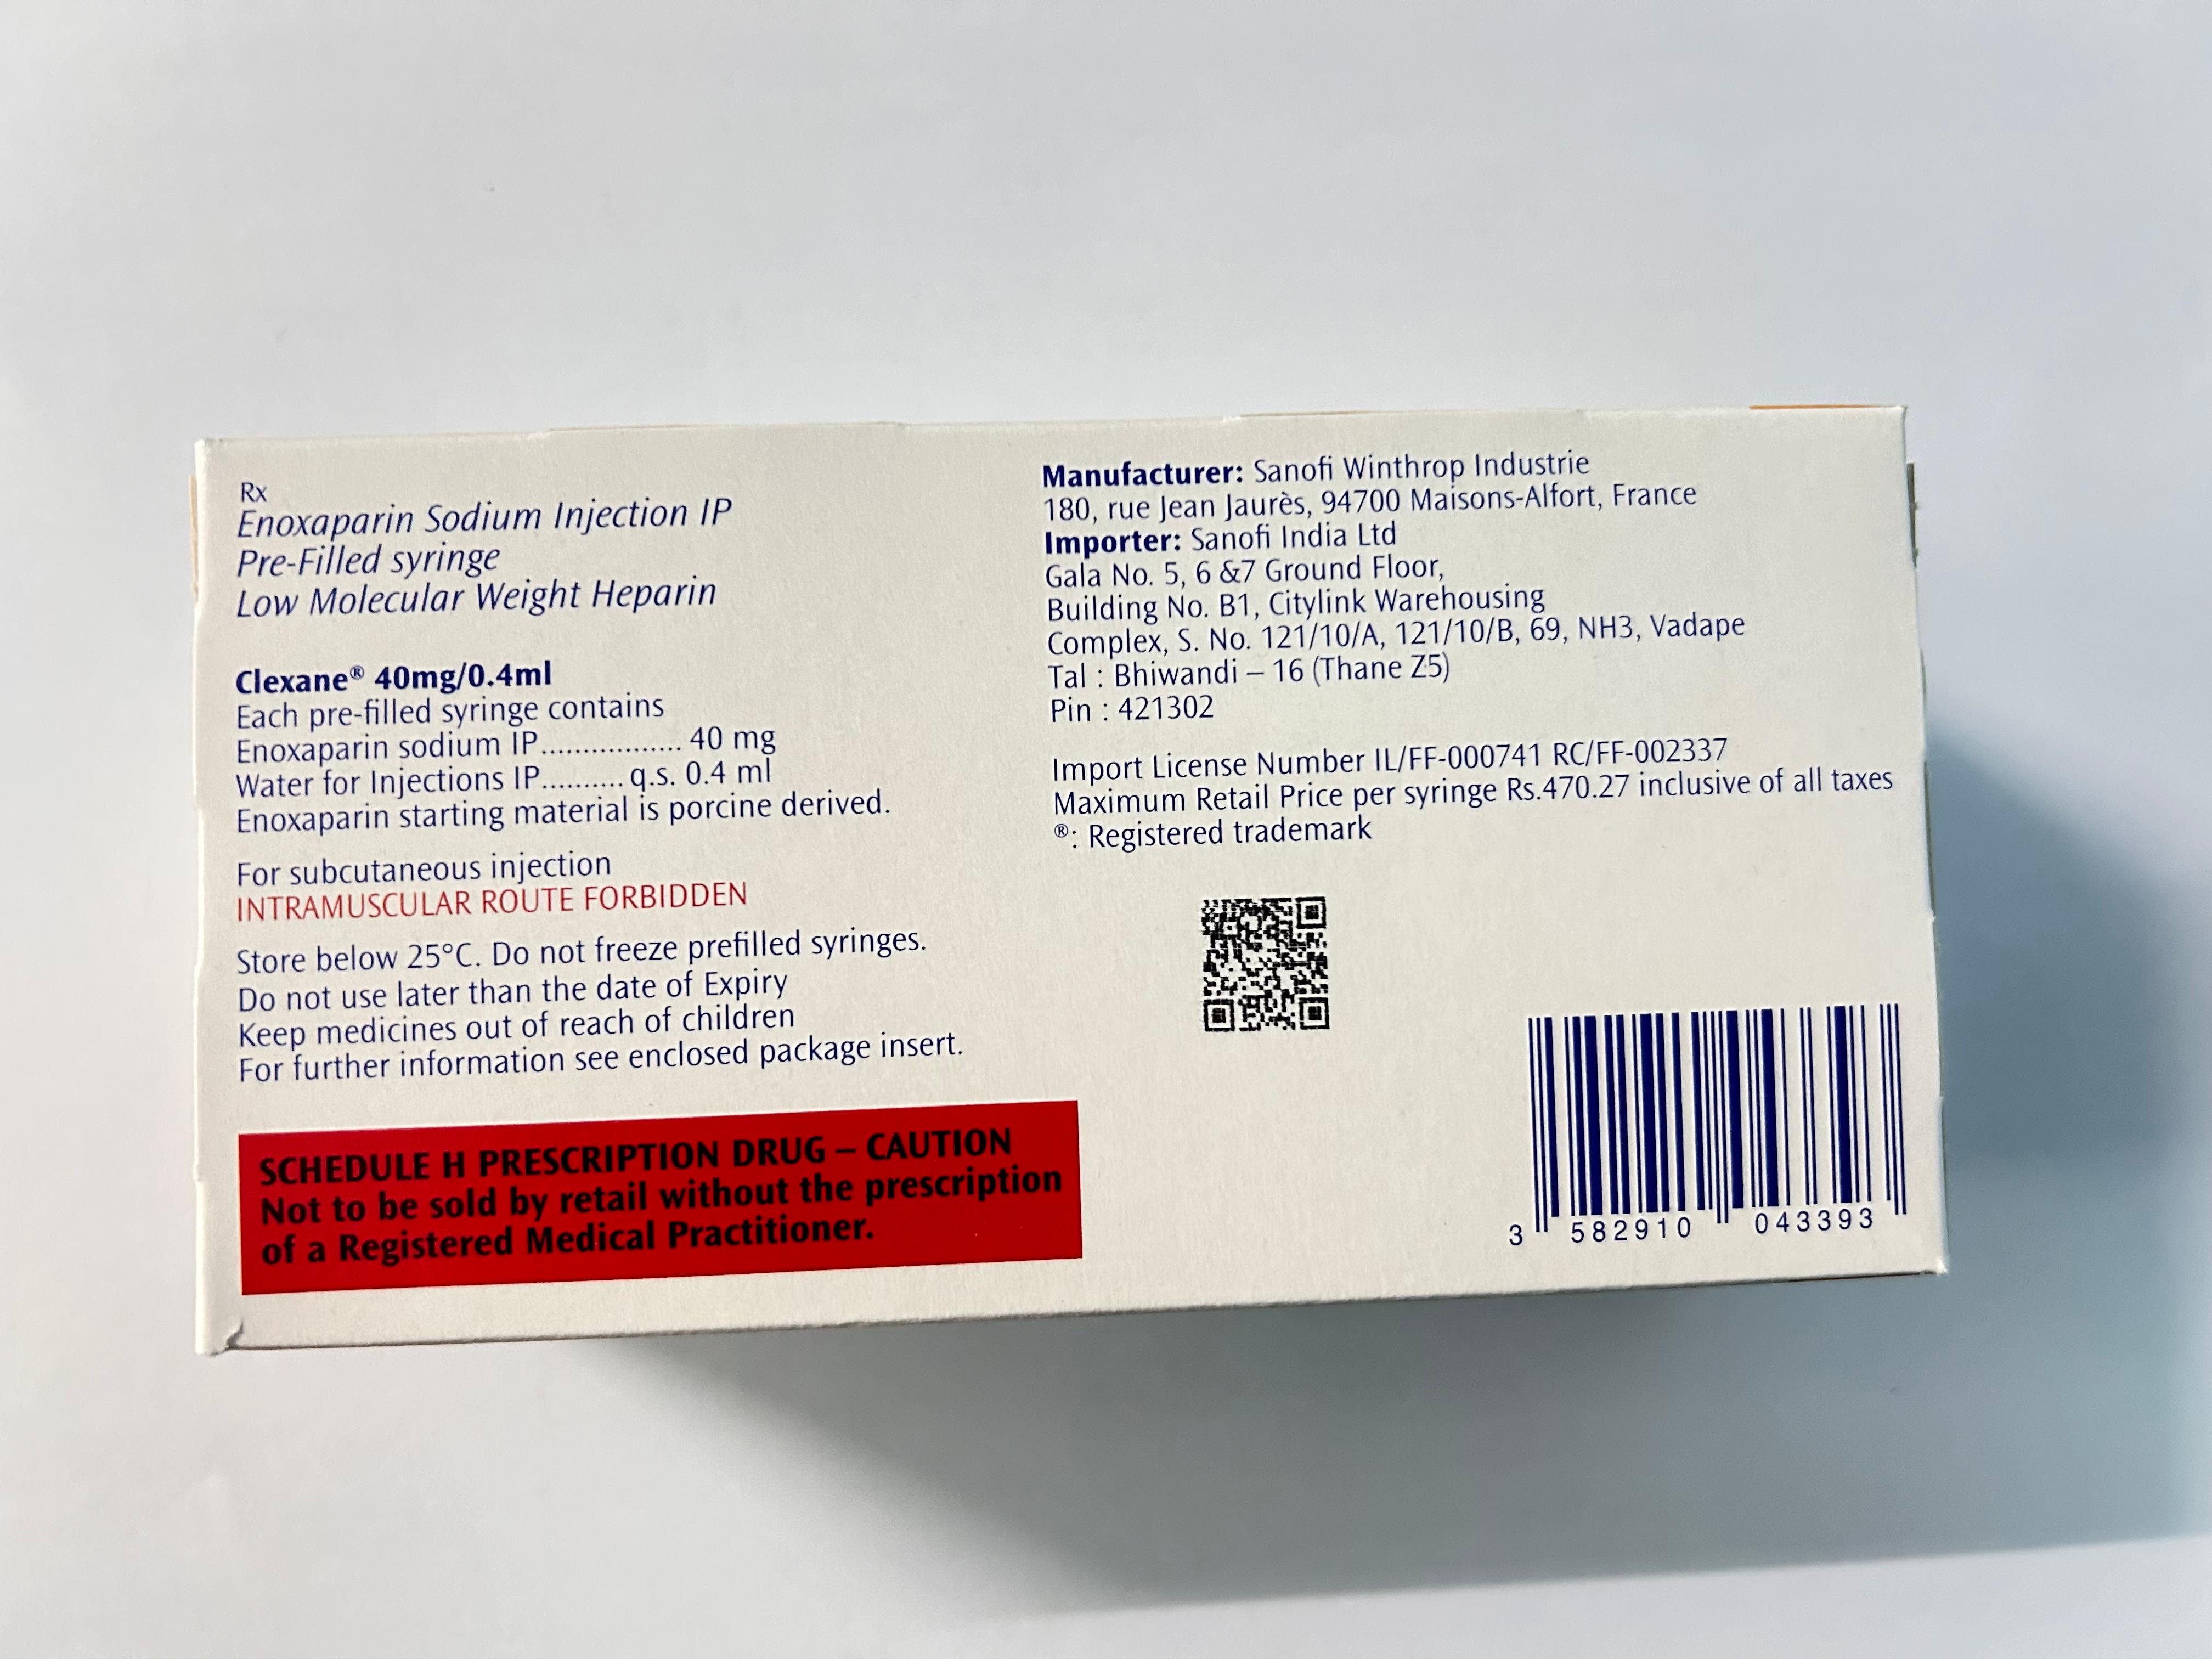 Rx
Enoxaparin Sodium Injection IP
Pre-Filled syringe
Low Molecular Weight Heparin
Clexane® 40mg/0.4ml
Each pre-filled syringe contains
Enoxaparin sodium IP................. 40 mg
Water for Injections IP.......... q.s. 0.4 ml
Enoxaparin starting material is porcine derived.
For subcutaneous injection
INTRAMUSCULAR ROUTE FORBIDDEN
Store below 25°C. Do not freeze prefilled syringes.
Do not use later than the date of Expiry
Keep medicines out of reach of children
For further information see enclosed package insert.
SCHEDULE H PRESCRIPTION DRUG – CAUTION
Not to be sold by retail without the prescription
of a Registered Medical Practitioner.
Manufacturer: Sanofi Winthrop Industrie
180, rue Jean Jaurès, 94700 Maisons-Alfort, France
Importer: Sanofi India Ltd
Gala No. 5, 6 &7 Ground Floor,
Building No. B1, Citylink Warehousing
Complex, S. No. 121/10/A, 121/10/B, 69, NH3, Vadape
Tal : Bhiwandi – 16 (Thane Z5)
Pin : 421302
Import License Number IL/FF-000741 RC/FF-002337
Maximum Retail Price per syringe Rs.470.27 inclusive of all taxes
®: Registered trademark
3 582910 043393